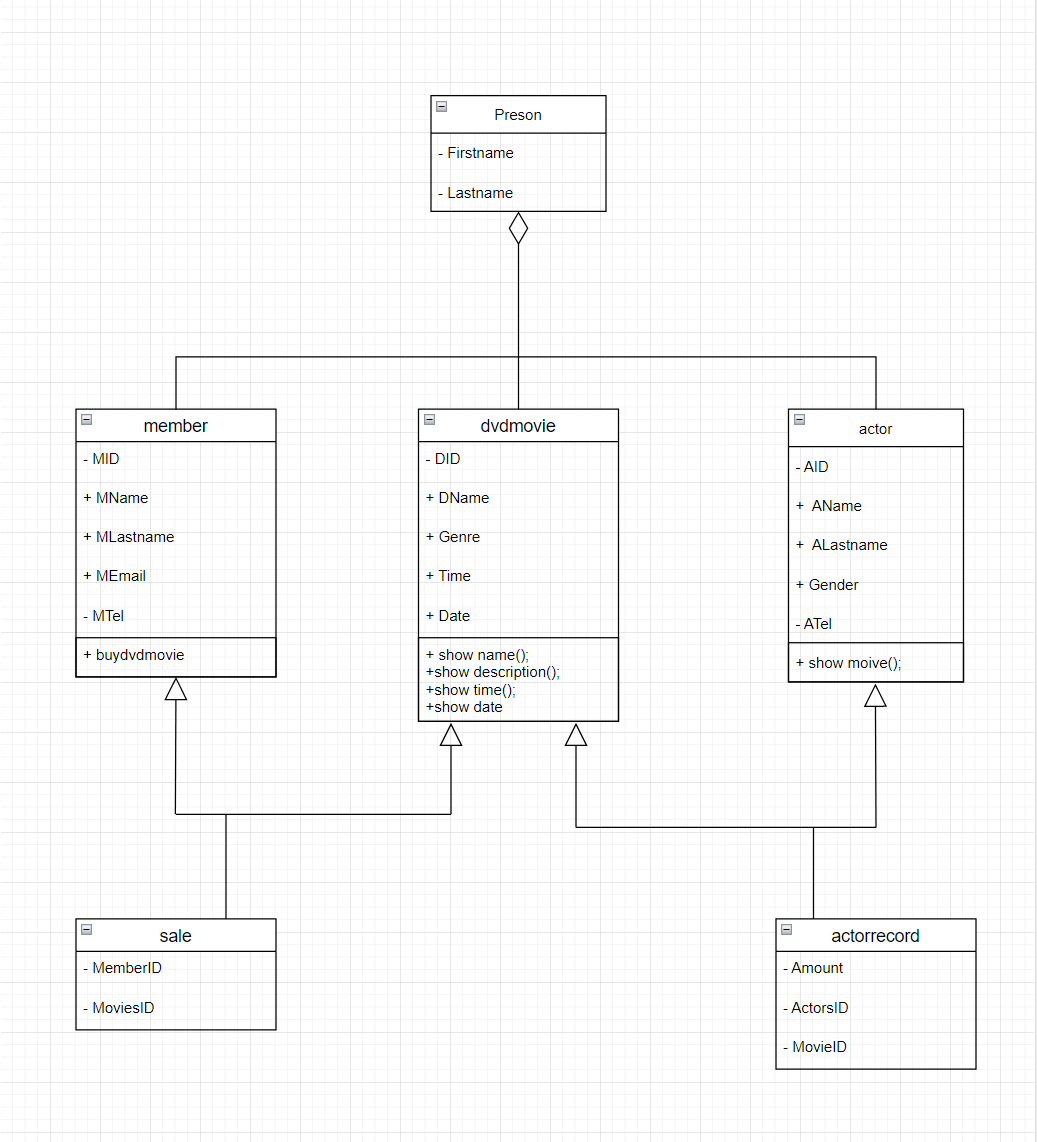 Preson
- Firstname
- Lastname
member
- MID
+ MName
+ MLastname
+ MEmail
- MTel
+ buydvdmovie
dvdmovie
- DID
+ DName
+ Genre
+ Time
+ Date
+ show name();
+show description();
+show time();
+show date
actor
- AID
+ AName
+ ALastname
+ Gender
- ATel
+ show moive();
sale
- MemberID
- MoviesID
actorrecord
- Amount
- ActorsID
- MovieID